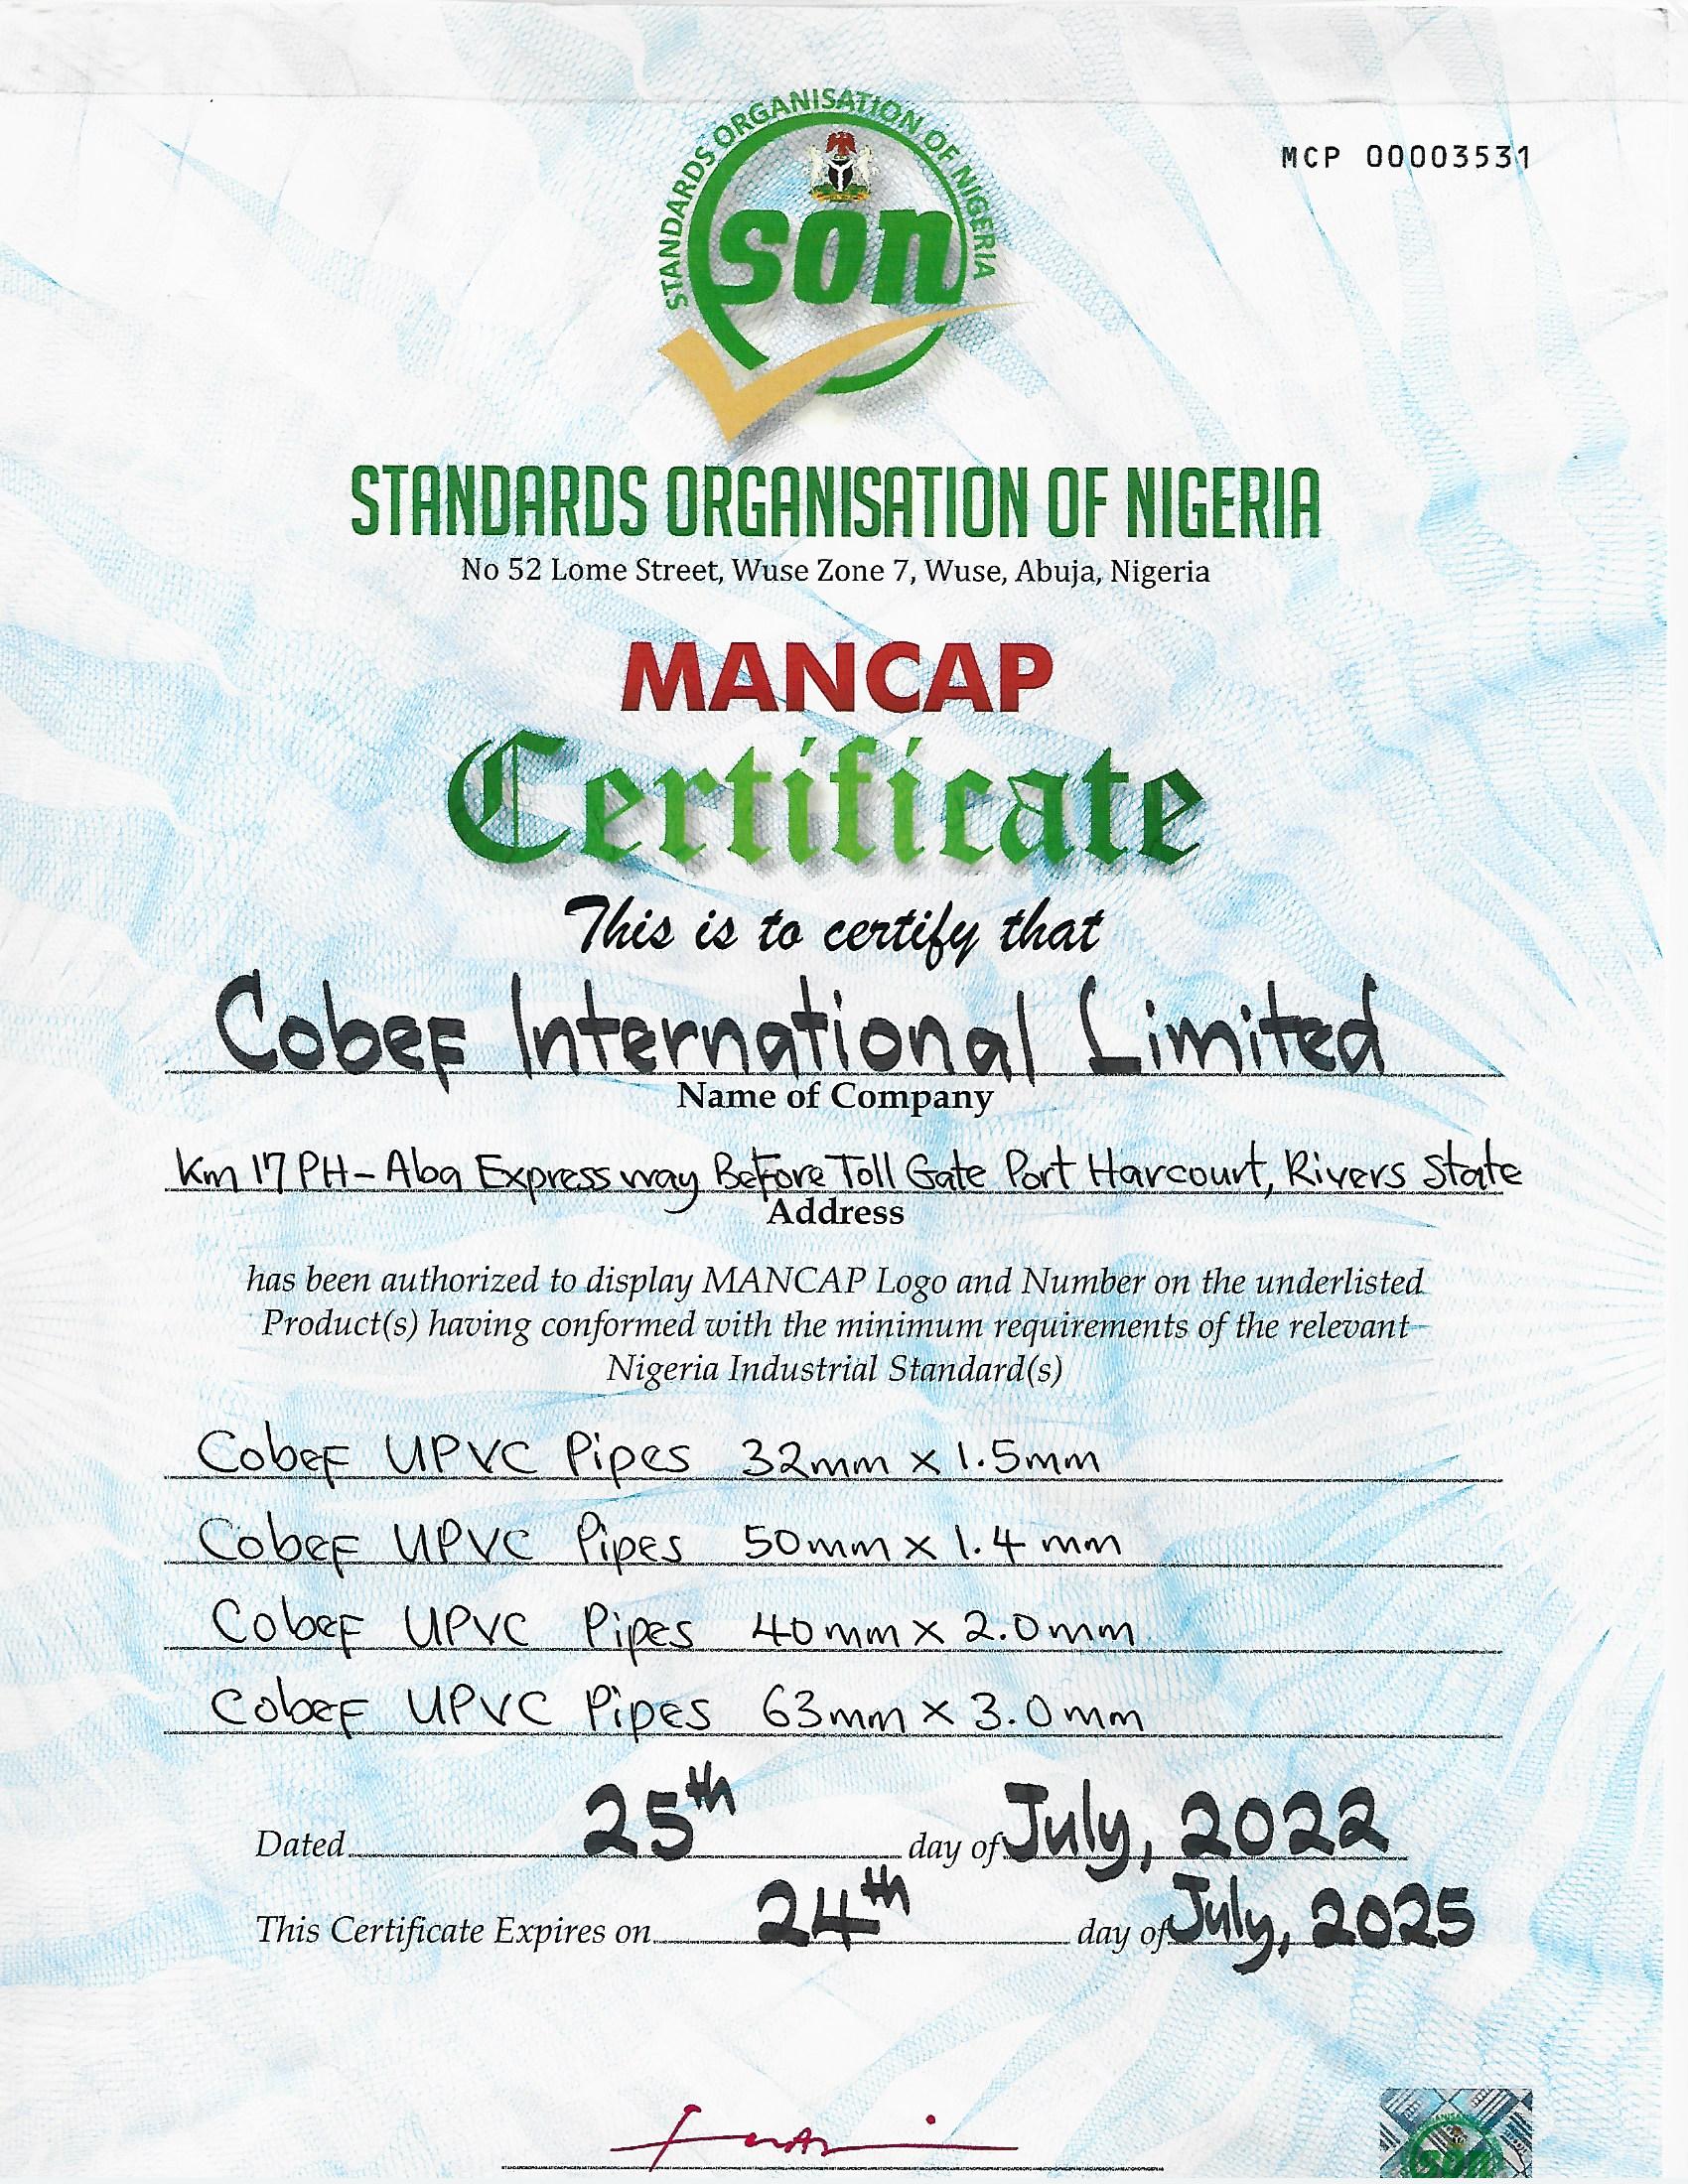 STANDARDS ORGANISATION OF NIGERIA
son
MCP 00003531
STANDARDS ORGANISATION OF NIGERIA
No 52 Lome Street, Wuse Zone 7, Wuse, Abuja, Nigeria
MANCAP
Certificate
This is to certify that
Cobef International Limited
Name of Company
Km 17 PH-Aba Expressway Before Toll Gate Port Harcourt, Rivers State
Address
has been authorized to display MANCAP Logo and Number on the underlisted
Product(s) having conformed with the minimum requirements of the relevant
Nigeria Industrial Standard(s)
Cobef UPVC Pipes 32mm x 1.5mm
Cobef UPVC Pipes 50mm x 1.4mm
Cobef UPVC Pipes 40mm x 2.0mm
Cobef UPVC Pipes 63mm x 3.0mm
Dated 25th day of July, 2022
This Certificate Expires on 24th day of July, 2025
son